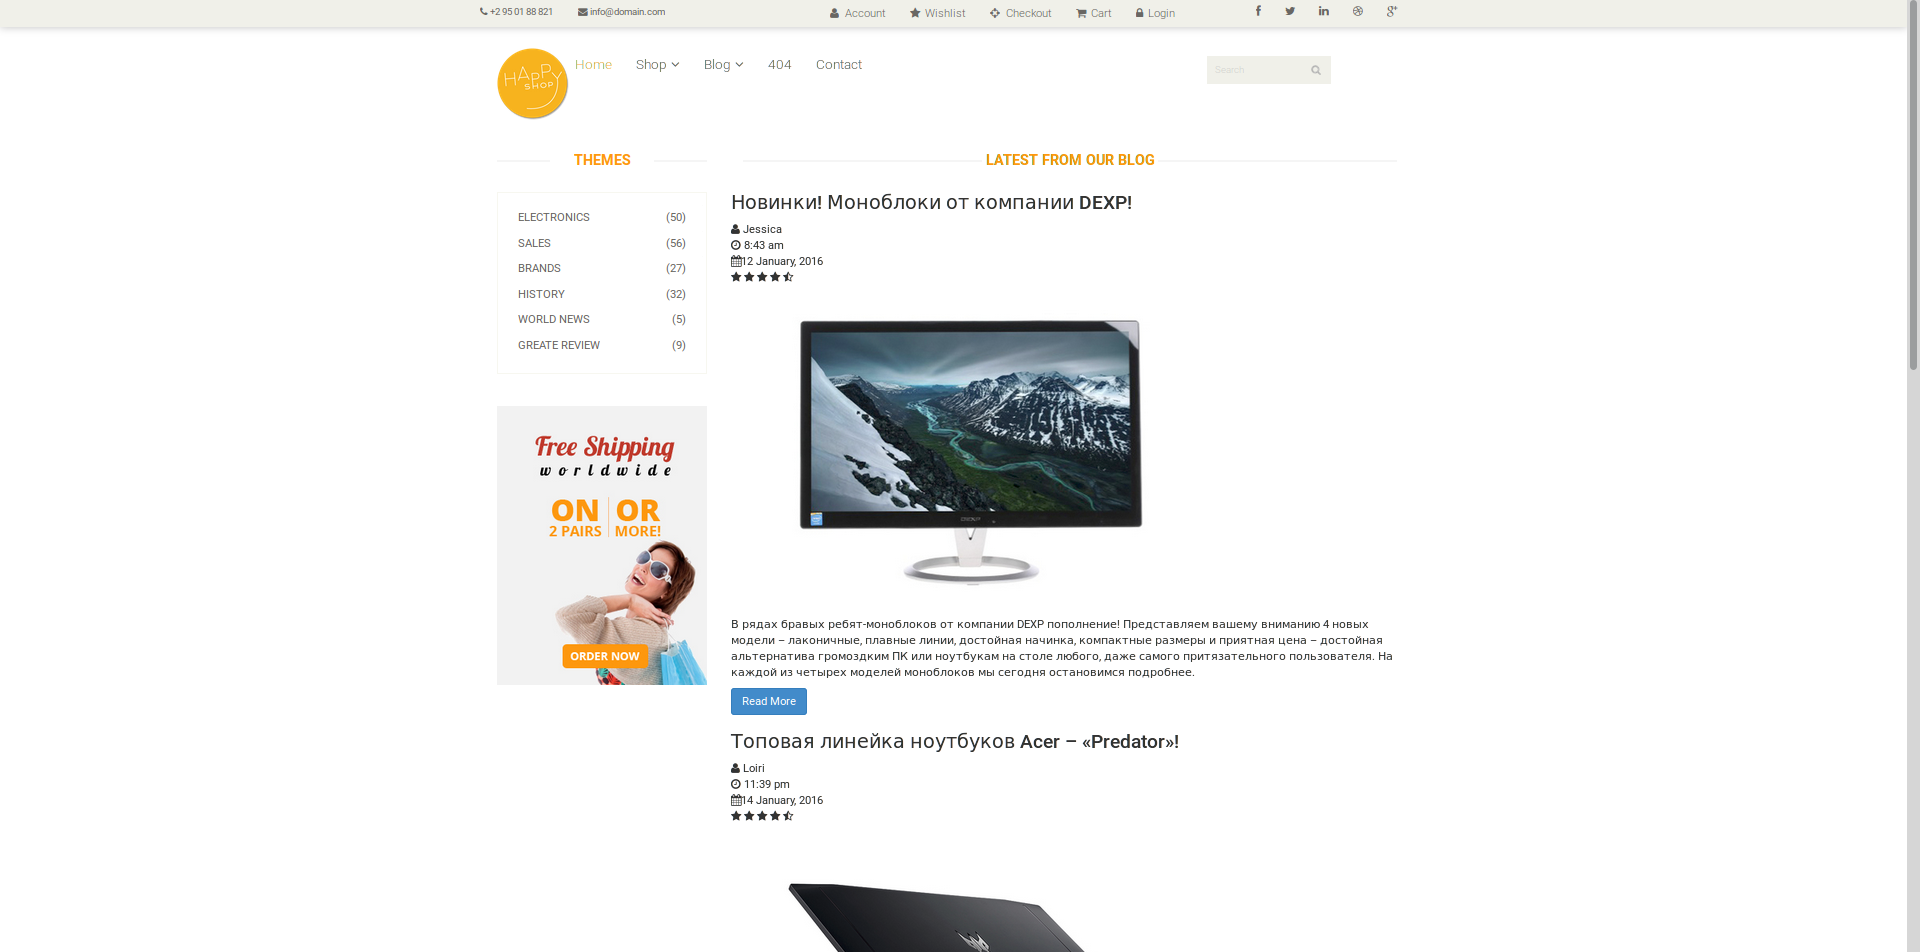 +2 95 01 88 821 info@domain.com Account Wishlist Checkout Cart Login
HAPPY
SHOP
Home Shop Blog 404 Contact
Search
THEMES
ELECTRONICS (50)
SALES (56)
BRANDS (27)
HISTORY (32)
WORLD NEWS (5)
GREATE REVIEW (9)
Free Shipping
worldwide
ON OR
2 PAIRS MORE!
ORDER NOW
LATEST FROM OUR BLOG
Новинки! Моноблоки от компании DEXP!
Jessica
8:43 am
12 January, 2016
В рядах бравых ребят-моноблоков от компании DEXP пополнение! Представляем вашему вниманию 4 новых
модели – лаконичные, плавные линии, достойная начинка, компактные размеры и приятная цена – достойная
альтернатива громоздким ПК или ноутбукам на столе любого, даже самого притязательного пользователя. На
каждой из четырех моделей моноблоков мы сегодня остановимся подробнее.
Read More
Топовая линейка ноутбуков Acer – «Predator»!
Loiri
11:39 pm
14 January, 2016